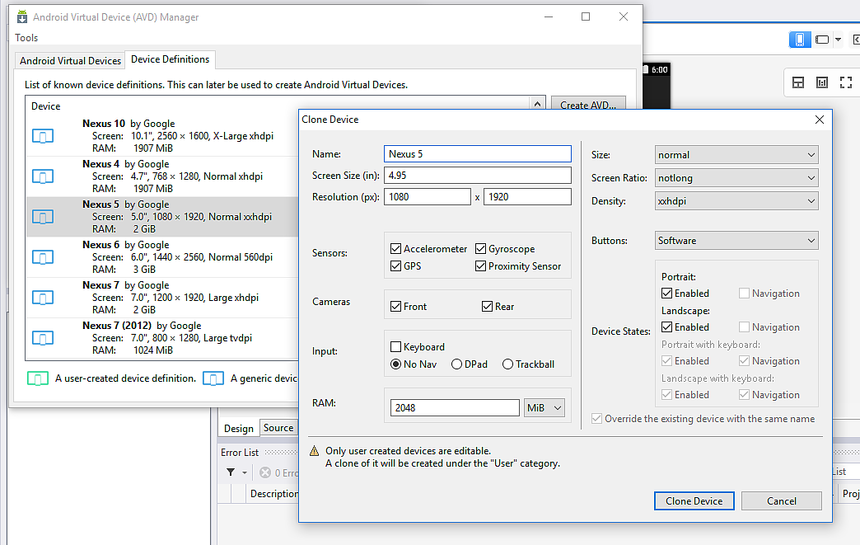 Android Virtual Device (AVD) Manager
Tools
Android Virtual Devices
Device Definitions
List of known device definitions. This can later be used to create Android Virtual Devices.
Device
Create AVD...
Nexus 10 by Google
Screen: 10.1", 2560 × 1600, X-Large xhdpi
RAM: 1907 MiB
Nexus 4 by Google
Screen: 4.7", 768 × 1280, Normal xhdpi
RAM: 1907 MiB
Nexus 5 by Google
Screen: 5.0", 1080 × 1920, Normal xxhdpi
RAM: 2 GiB
Nexus 6 by Google
Screen: 6.0", 1440 × 2560, Normal 560dpi
RAM: 3 GiB
Nexus 7 by Google
Screen: 7.0", 1200 × 1920, Large xhdpi
RAM: 2 GiB
Nexus 7 (2012) by Google
Screen: 7.0", 800 × 1280, Large tvdpi
RAM: 1024 MiB
A user-created device definition.
A generic devic
6:00
Clone Device
Name: Nexus 5
Screen Size (in): 4.95
Resolution (px): 1080 x 1920
Sensors:
Accelerometer Gyroscope
GPS Proximity Sensor
Cameras
Front Rear
Input:
Keyboard
No Nav DPad Trackball
RAM: 2048 MiB
Size: normal
Screen Ratio: notlong
Density: xxhdpi
Buttons: Software
Device States:
Portrait:
Enabled Navigation
Landscape:
Enabled Navigation
Portrait with keyboard:
Enabled Navigation
Landscape with keyboard:
Enabled Navigation
Override the existing device with the same name
Only user created devices are editable.
A clone of it will be created under the "User" category.
Clone Device
Cancel
Design
Source
Error List
0 Erro
Description
List
Proj